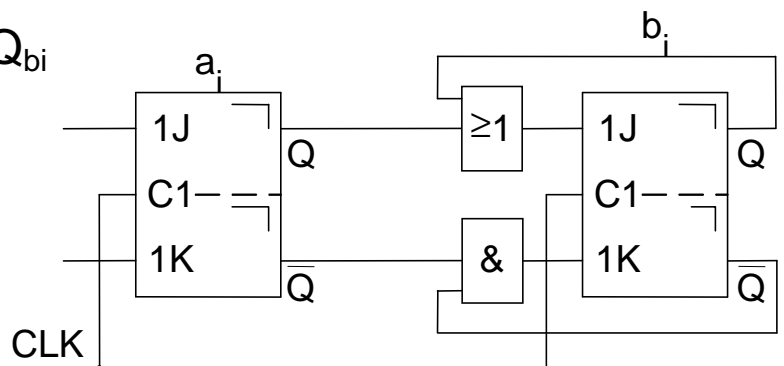 Q_bi
a_i
b_i
1J
Q
≥1
1J
Q
C1
C1
1K
Q̅
&
1K
Q̅
CLK